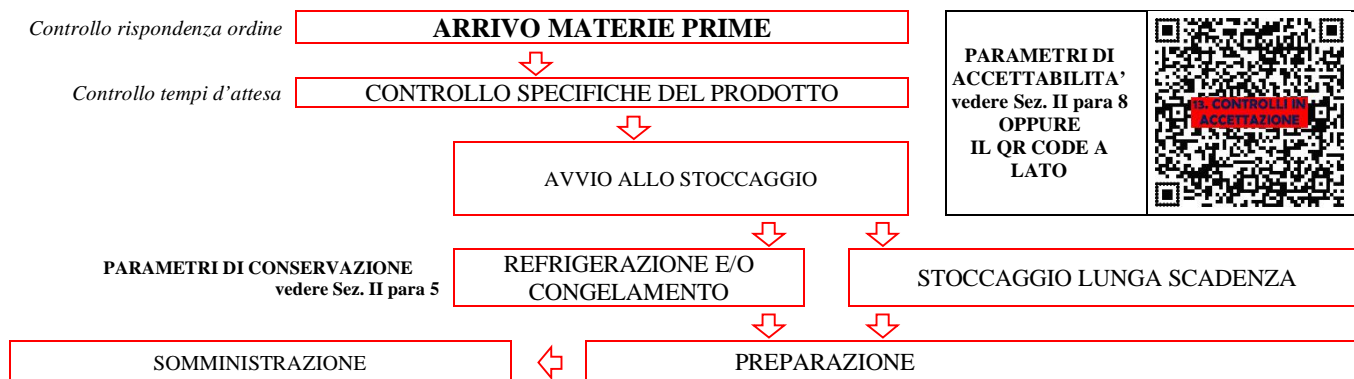 Controllo rispondenza ordine
ARRIVO MATERIE PRIME
Controllo tempi d'attesa
CONTROLLO SPECIFICHE DEL PRODOTTO
PARAMETRI DI
ACCETTABILITA'
vedere Sez. II para 8
OPPURE
IL QR CODE A
LATO
13. CONTROLLI IN
ACCETTAZIONE
AVVIO ALLO STOCCAGGIO
PARAMETRI DI CONSERVAZIONE
vedere Sez. II para 5
REFRIGERAZIONE E/O
CONGELAMENTO
STOCCAGGIO LUNGA SCADENZA
SOMMINISTRAZIONE
PREPARAZIONE